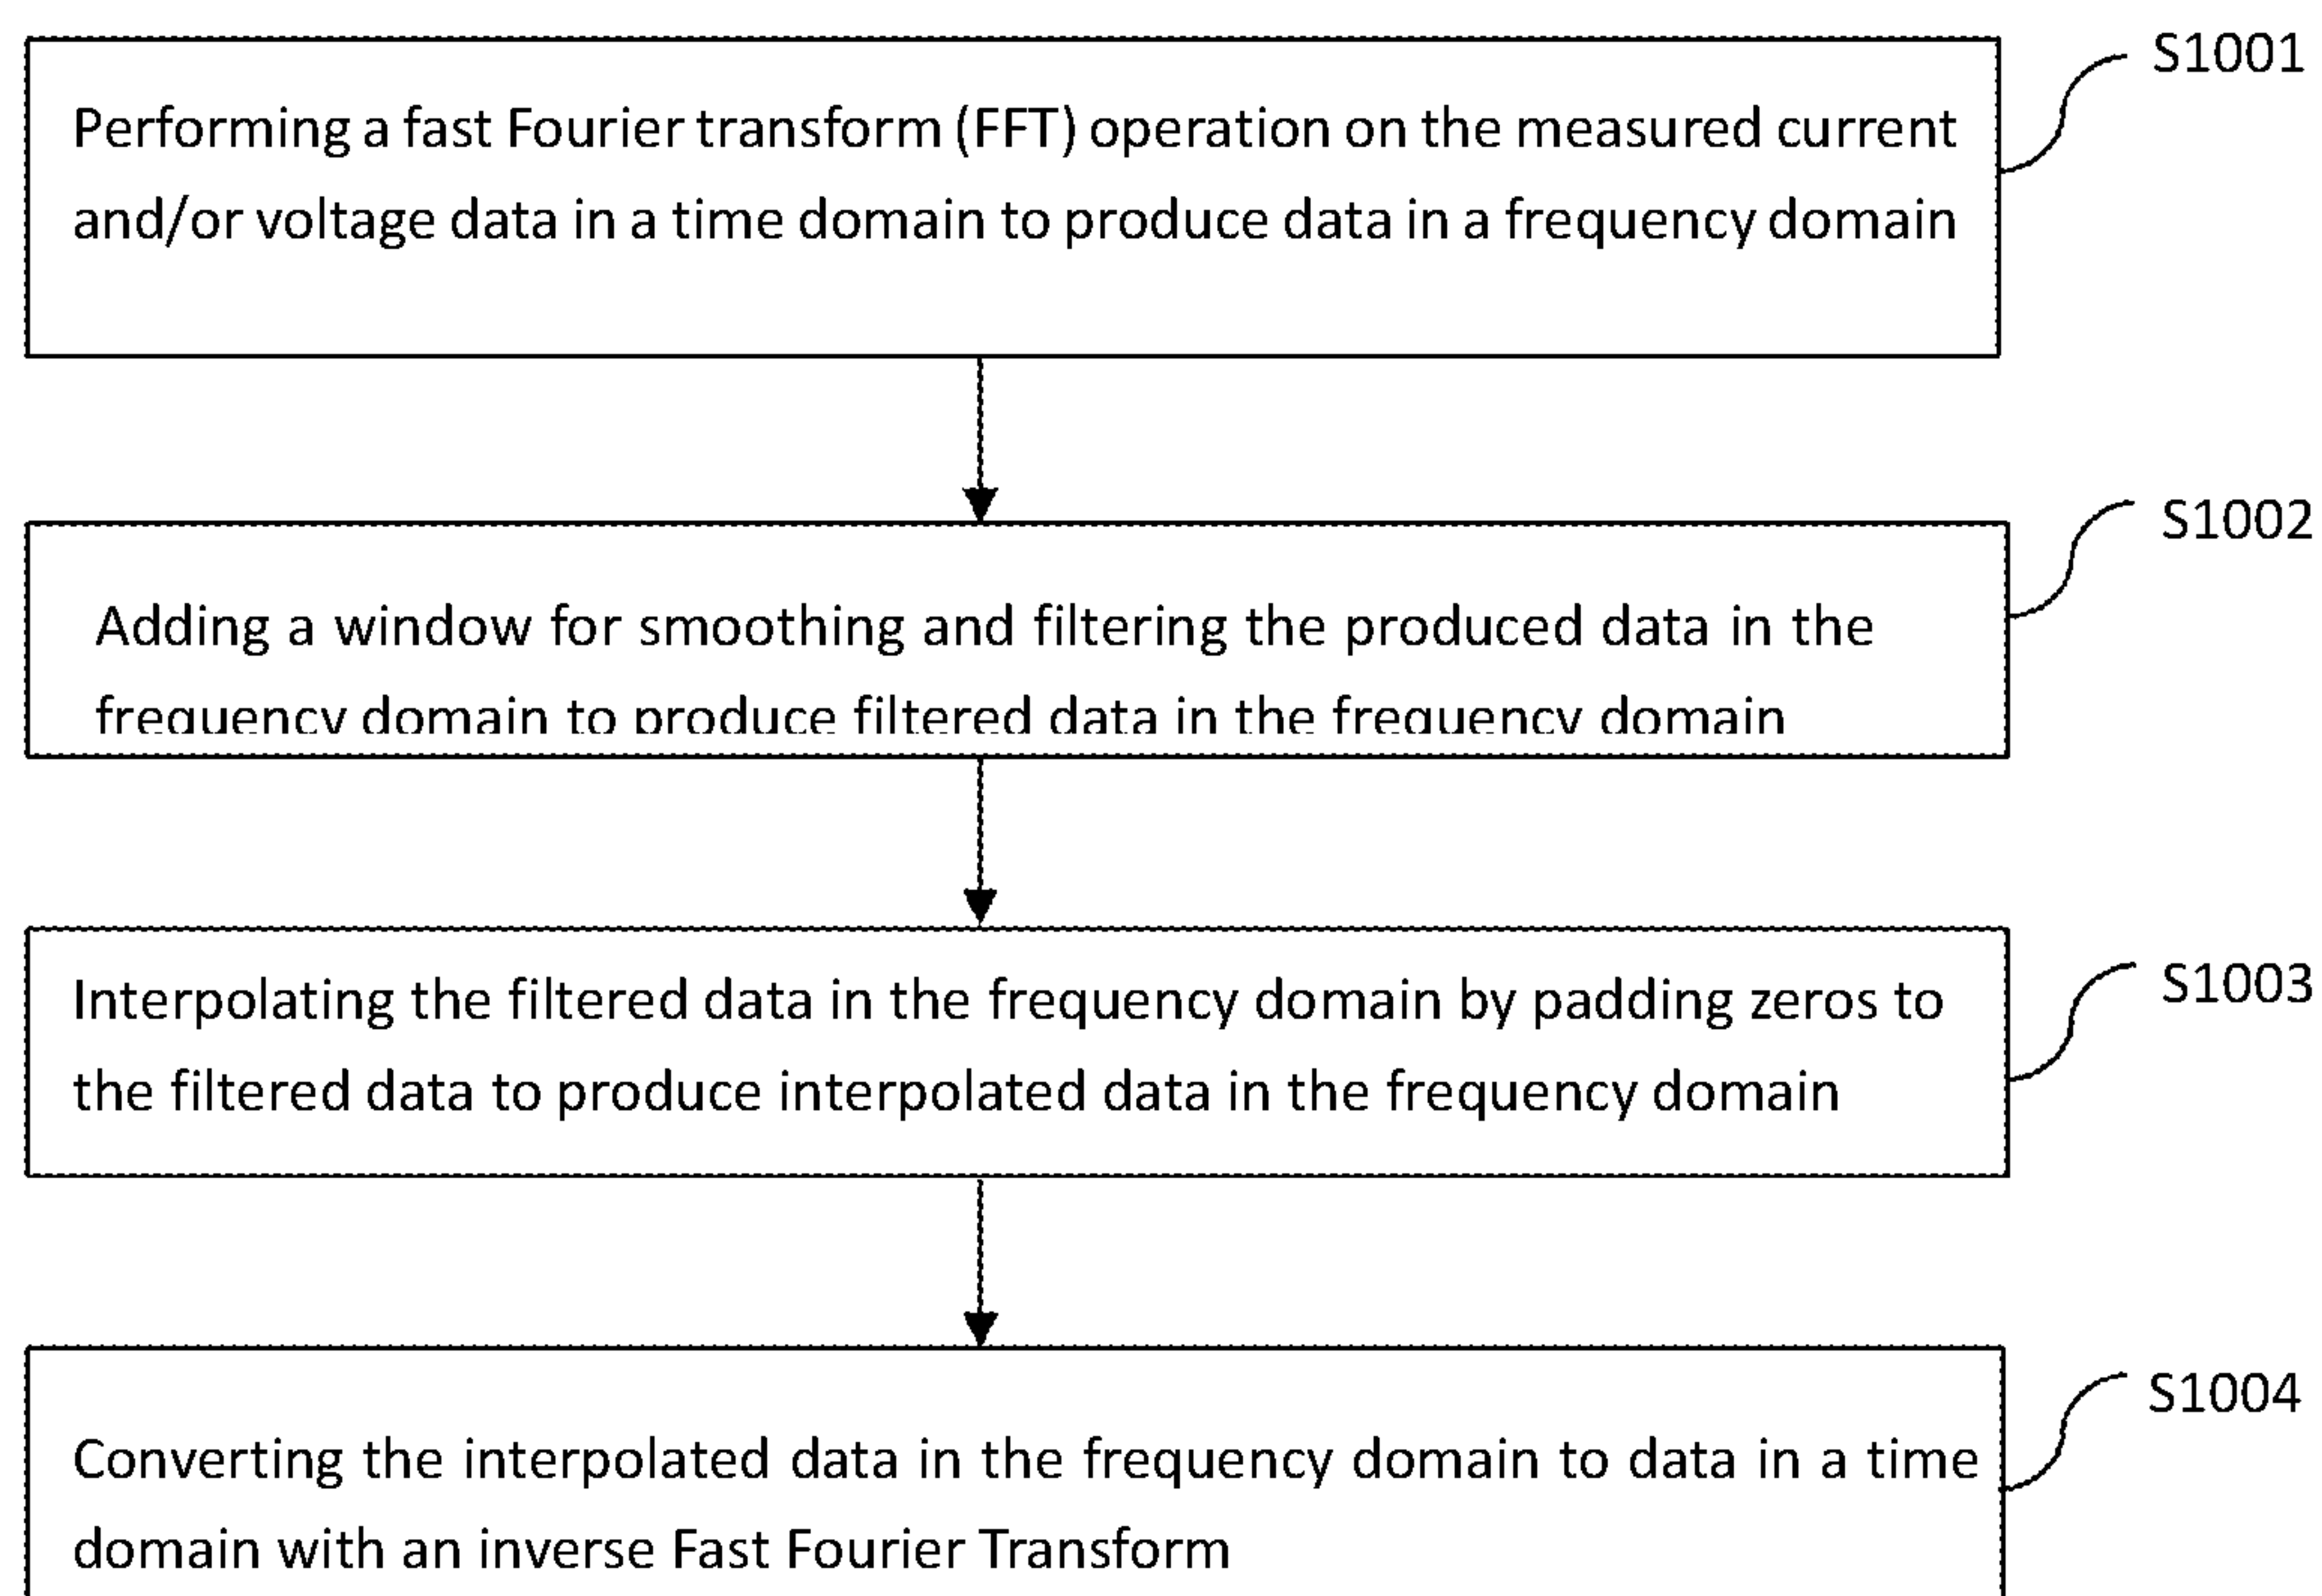 S1001
Performing a fast Fourier transform (FFT) operation on the measured current
and/or voltage data in a time domain to produce data in a frequency domain
S1002
Adding a window for smoothing and filtering the produced data in the
frequency domain to produce filtered data in the frequency domain
S1003
Interpolating the filtered data in the frequency domain by padding zeros to
the filtered data to produce interpolated data in the frequency domain
S1004
Converting the interpolated data in the frequency domain to data in a time
domain with an inverse Fast Fourier Transform